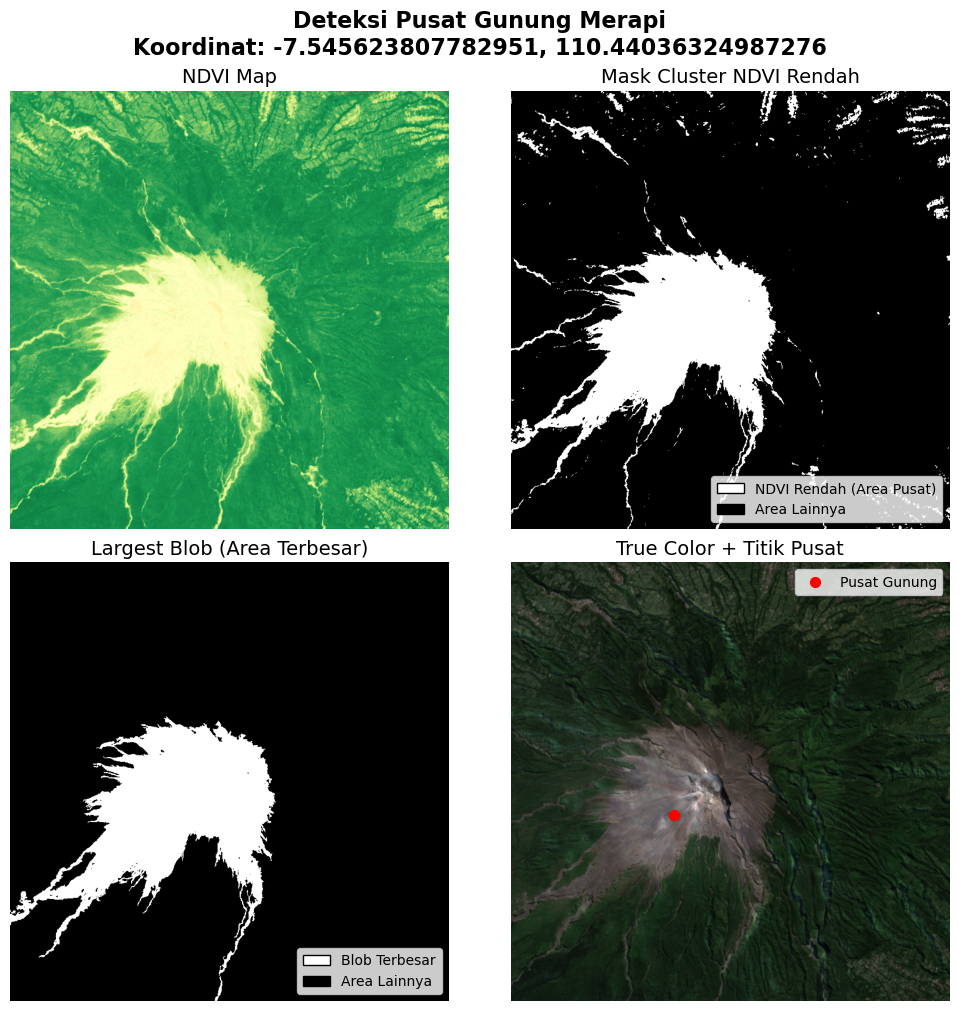 Deteksi Pusat Gunung Merapi
Koordinat: -7.545623807782951, 110.44036324987276
NDVI Map
Mask Cluster NDVI Rendah
NDVI Rendah (Area Pusat)
Area Lainnya
Largest Blob (Area Terbesar)
True Color + Titik Pusat
Pusat Gunung
Blob Terbesar
Area Lainnya